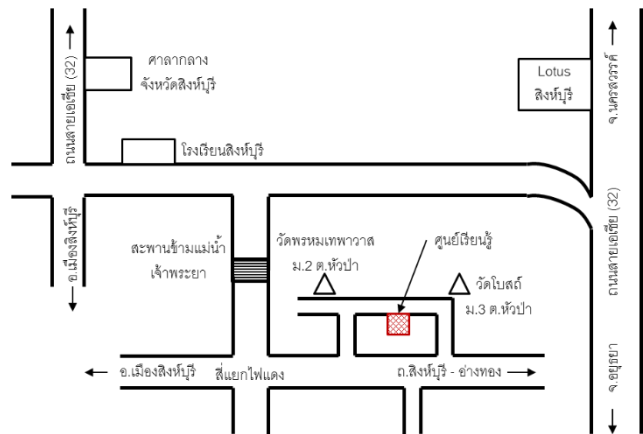 ศาลากลาง
จังหวัดสิงห์บุรี
ถนนสายเอเชีย (32)
Lotus
สิงห์บุรี
จ.นครสวรรค์
โรงเรียนสิงห์บุรี
อ.เมืองสิงห์บุรี
สะพานข้ามแม่น้ำ
เจ้าพระยา
วัดพรหมเทพาวาส
ม.2 ต.หัวป่า
ศูนย์เรียนรู้
วัดโบสถ์
ม.3 ต.หัวป่า
ถนนสายเอเชีย (32)
อ.เมืองสิงห์บุรี
สี่แยกไฟแดง
ถ.สิงห์บุรี - อ่างทอง
จ.อยุธยา